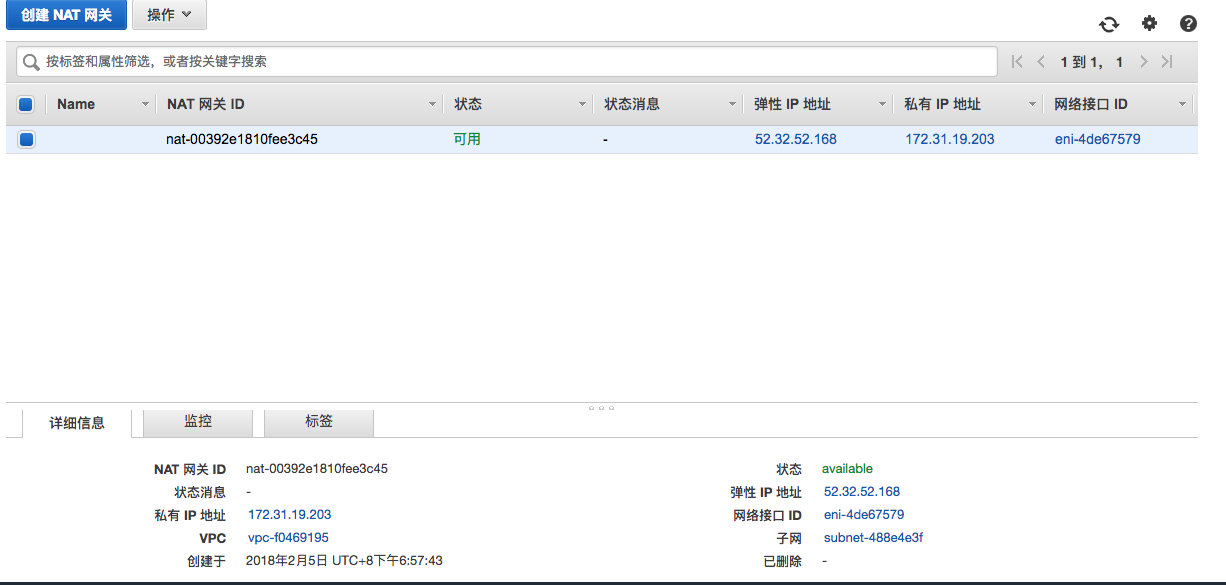 创建 NAT 网关 操作
按标签和属性筛选，或者按关键字搜索 1 到 1， 1
Name NAT 网关 ID 状态 状态消息 弹性 IP 地址 私有 IP 地址 网络接口 ID
nat-00392e1810fee3c45 可用 - 52.32.52.168 172.31.19.203 eni-4de67579
详细信息 监控 标签
NAT 网关 ID nat-00392e1810fee3c45 状态 available
状态消息 - 弹性 IP 地址 52.32.52.168
私有 IP 地址 172.31.19.203 网络接口 ID eni-4de67579
VPC vpc-f0469195 子网 subnet-488e4e3f
创建于 2018年2月5日 UTC+8下午6:57:43 已删除 -